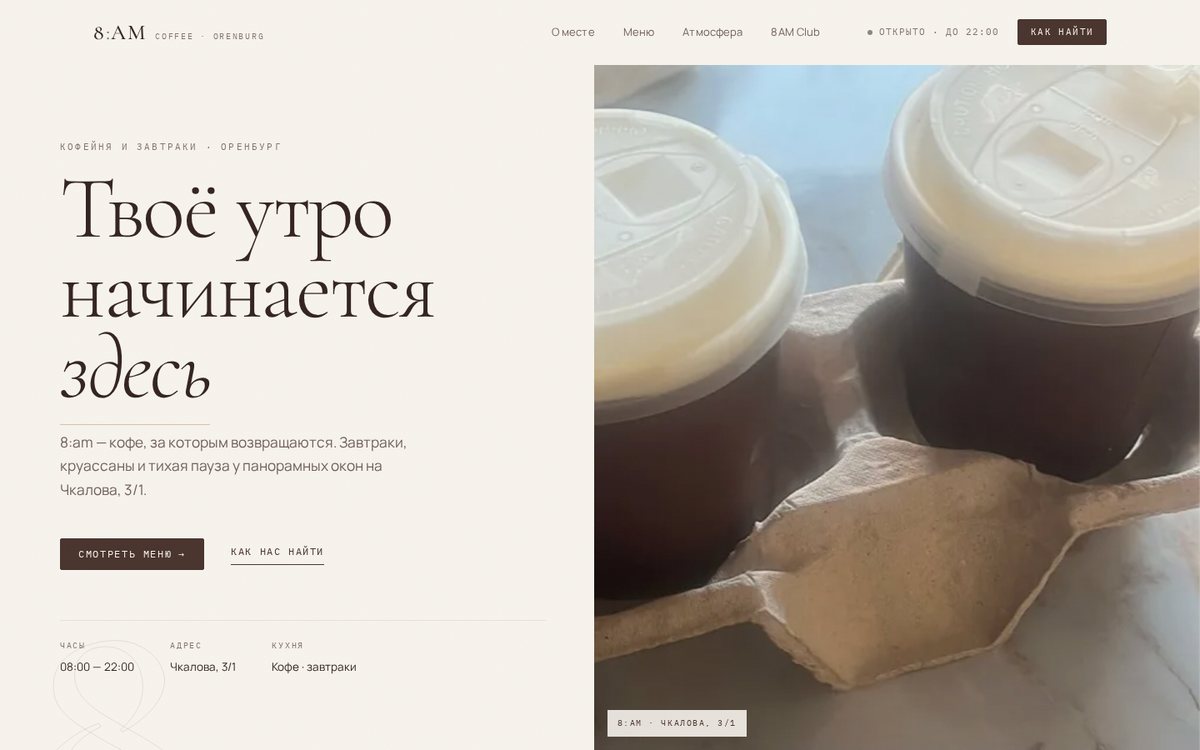 8:AM COFFEE · ORENBURG
О месте Меню Атмосфера 8AM Club
ОТКРЫТО · ДО 22:00
КАК НАЙТИ
КОФЕЙНЯ И ЗАВТРАКИ · ОРЕНБУРГ
Твоё утро
начинается
здесь
8:am — кофе, за которым возвращаются. Завтраки,
круассаны и тихая пауза у панорамных окон на
Чкалова, 3/1.
СМОТРЕТЬ МЕНЮ →
КАК НАС НАЙТИ
ЧАСЫ АДРЕС КУХНЯ
08:00 — 22:00 Чкалова, 3/1 Кофе · завтраки
8
8:AM · ЧКАЛОВА, 3/1